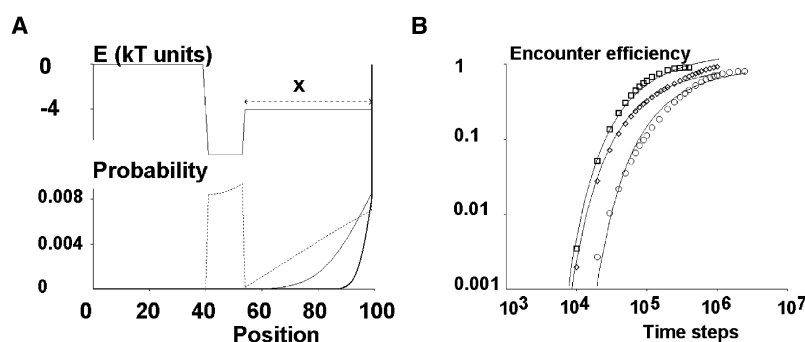 A
E (kT units)
0
-4
x
Probability
0.008
0.004
0
0 20 40 60 80 100
Position
B
Encounter efficiency
1
0.1
0.01
0.001
10³ 10⁴ 10⁵ 10⁶ 10⁷
Time steps